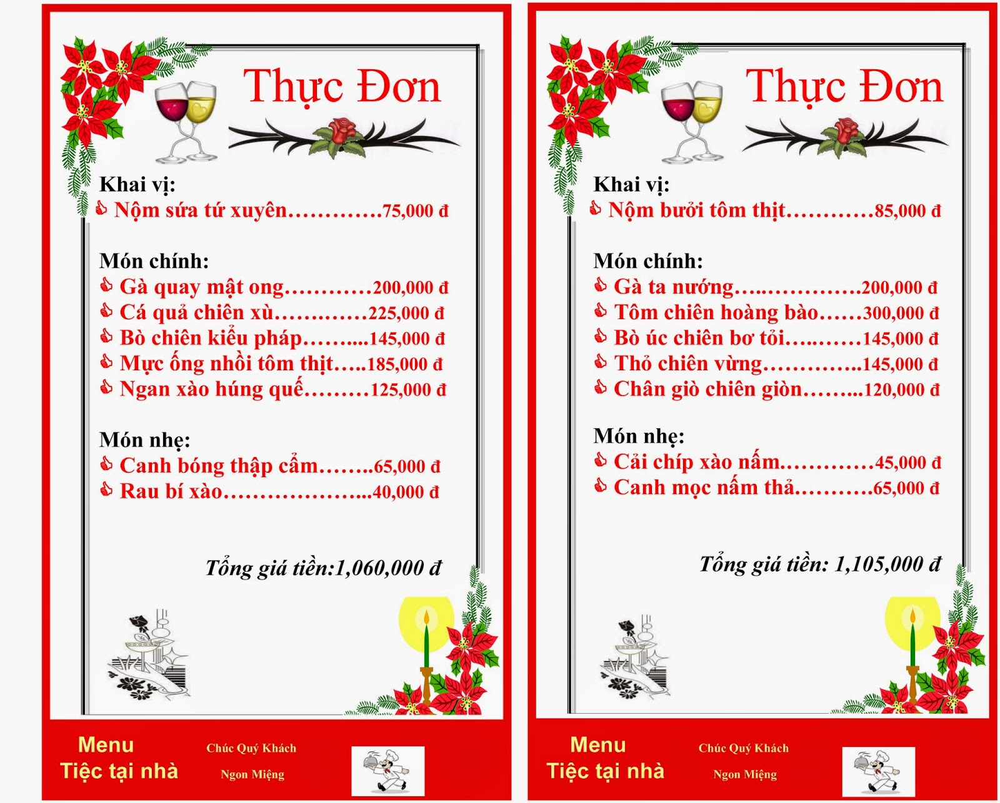 Thực Đơn
Khai vị:
Nộm sứa tứ xuyên………….75,000 đ
Món chính:
Gà quay mật ong…………200,000 đ
Cá quả chiên xù…….……225,000 đ
Bò chiên kiểu pháp……....145,000 đ
Mực ống nhồi tôm thịt…..185,000 đ
Ngan xào húng quế………125,000 đ
Món nhẹ:
Canh bóng thập cẩm……..65,000 đ
Rau bí xào………………...40,000 đ
Tổng giá tiền:1,060,000 đ
Menu
Tiệc tại nhà
Chúc Quý Khách
Ngon Miệng
Thực Đơn
Khai vị:
Nộm bưởi tôm thịt…………85,000 đ
Món chính:
Gà ta nướng…..………….200,000 đ
Tôm chiên hoàng bào……300,000 đ
Bò úc chiên bơ tỏi…..……145,000 đ
Thỏ chiên vừng…………..145,000 đ
Chân giò chiên giòn……...120,000 đ
Món nhẹ:
Cải chíp xào nấm.…………45,000 đ
Canh mọc nấm thả………..65,000 đ
Tổng giá tiền: 1,105,000 đ
Menu
Tiệc tại nhà
Chúc Quý Khách
Ngon Miệng